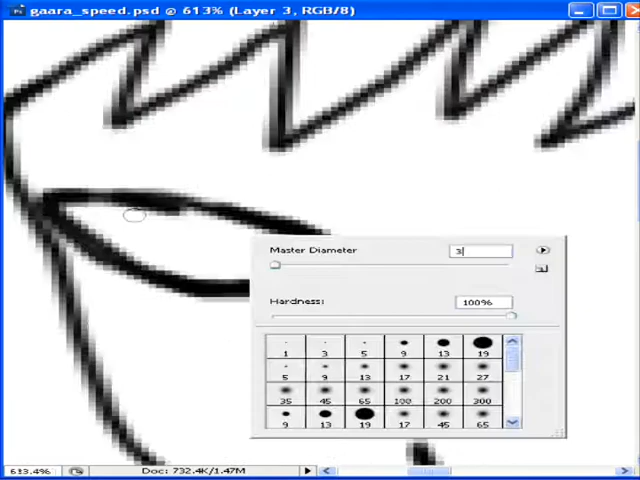 gaara_speed.psd @ 613% (Layer 3, RGB/8)
Master Diameter 3
Hardness: 100%
1 3 5 9 13 19
5 9 13 17 21 27
35 45 65 100 200 300
9 13 19 17 45 65
613.4% Doc: 732.4K/1.47M